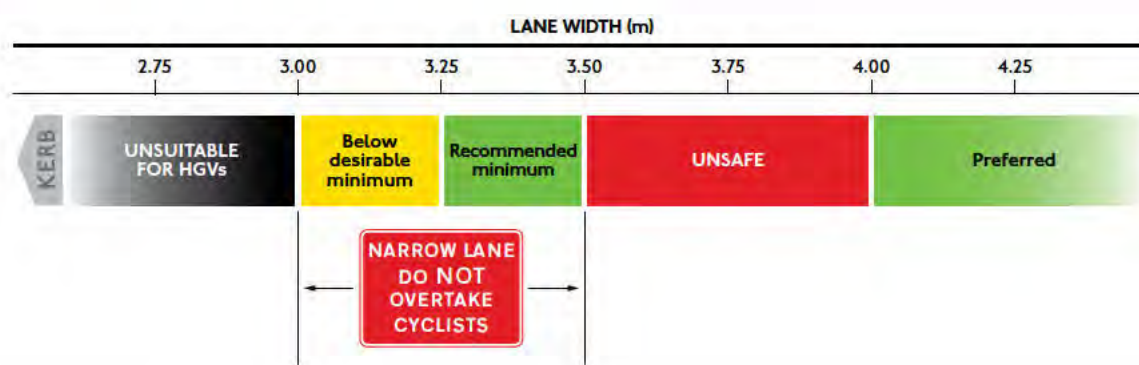 LANE WIDTH (m)
2.75 3.00 3.25 3.50 3.75 4.00 4.25
KERB
UNSUITABLE
FOR HGVs
Below
desirable
minimum
Recommended
minimum
UNSAFE
Preferred
NARROW LANE
DO NOT
OVERTAKE
CYCLISTS